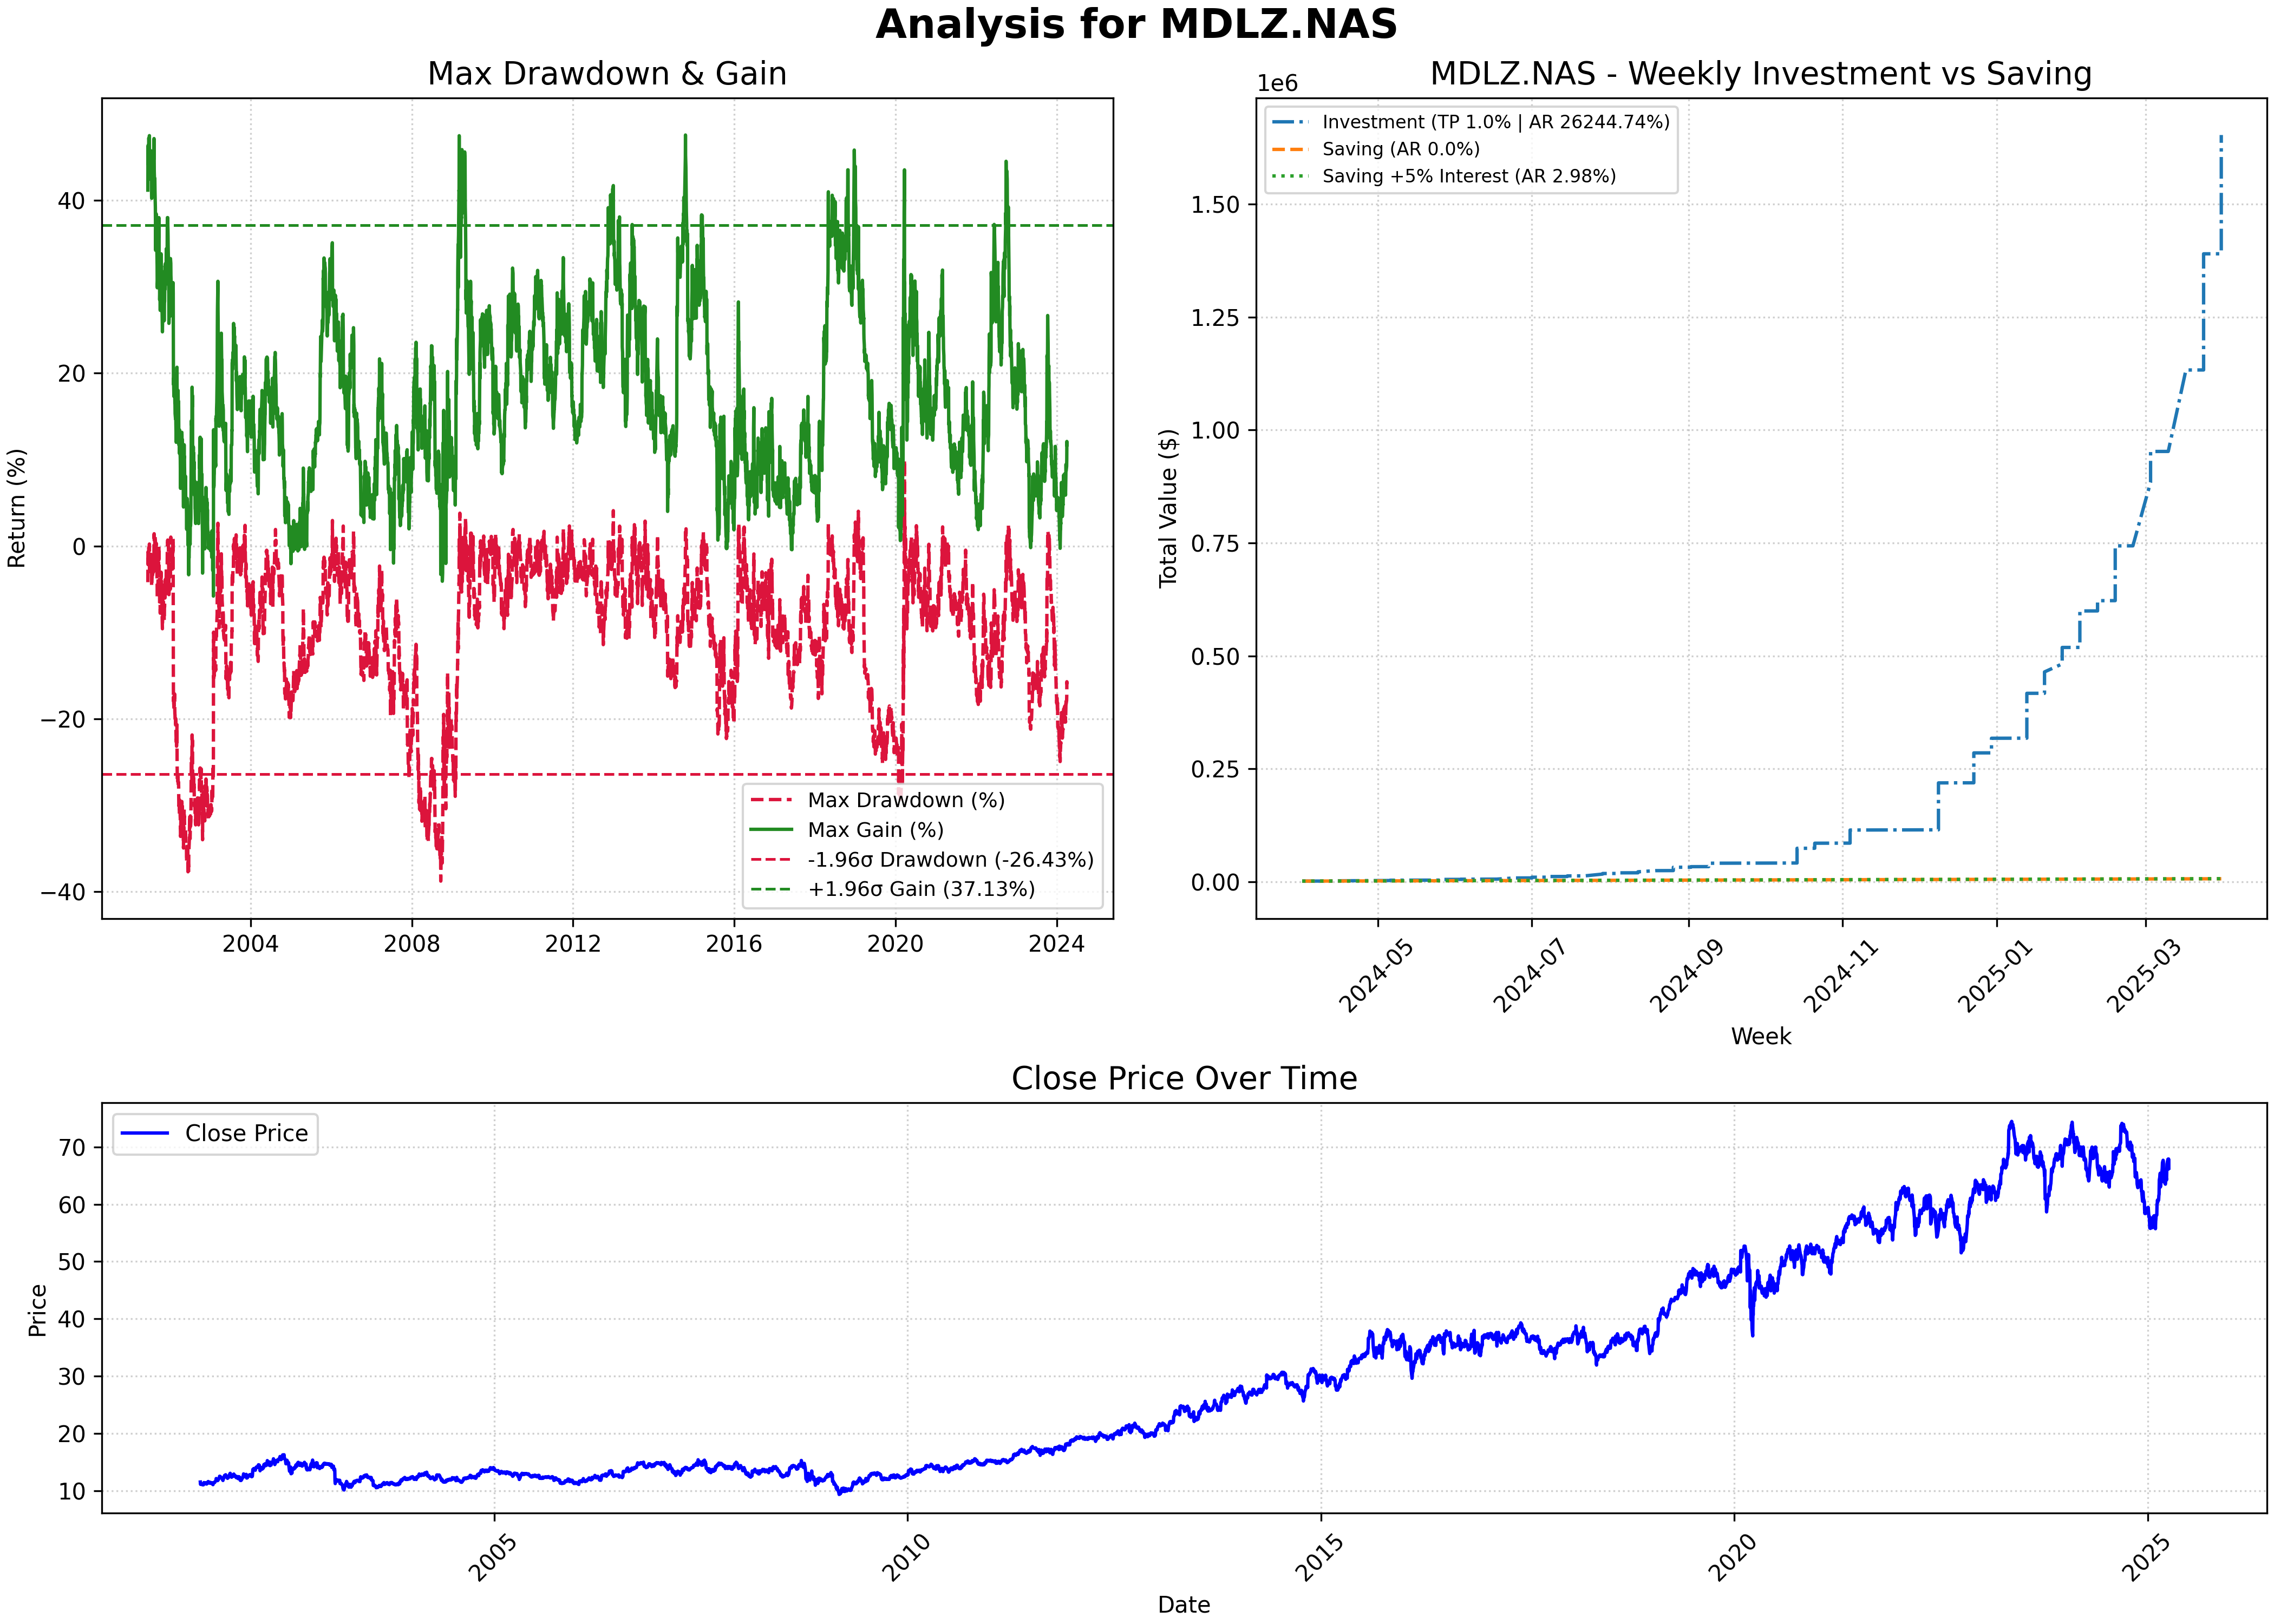 Analysis for MDLZ.NAS
Max Drawdown & Gain
Return (%)
40
20
0
−20
−40
2004
2008
2012
2016
2020
2024
Max Drawdown (%)
Max Gain (%)
-1.96σ Drawdown (-26.43%)
+1.96σ Gain (37.13%)
MDLZ.NAS - Weekly Investment vs Saving
1e6
Total Value ($)
1.50
1.25
1.00
0.75
0.50
0.25
0.00
Investment (TP 1.0% | AR 26244.74%)
Saving (AR 0.0%)
Saving +5% Interest (AR 2.98%)
2024-05
2024-07
2024-09
2024-11
2025-01
2025-03
Week
Close Price Over Time
Close Price
Price
70
60
50
40
30
20
10
2005
2010
2015
2020
2025
Date